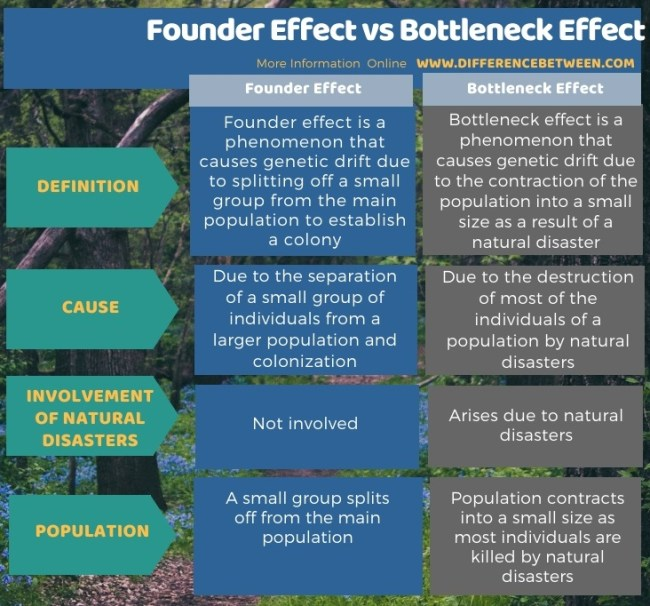 Founder Effect vs Bottleneck Effect
More Information Online WWW.DIFFERENCEBETWEEN.COM
Founder Effect
Bottleneck Effect
DEFINITION
Founder effect is a
phenomenon that
causes genetic drift due
to splitting off a small
group from the main
population to establish
a colony
Bottleneck effect is a
phenomenon that
causes genetic drift due
to the contraction of the
population into a small
size as a result of a
natural disaster
CAUSE
Due to the separation
of a small group of
individuals from a
larger population and
colonization
Due to the destruction
of most of the
individuals of a
population by natural
disasters
INVOLVEMENT
OF NATURAL
DISASTERS
Not involved
Arises due to natural
disasters
POPULATION
A small group splits
off from the main
population
Population contracts
into a small size as
most individuals are
killed by natural
disasters